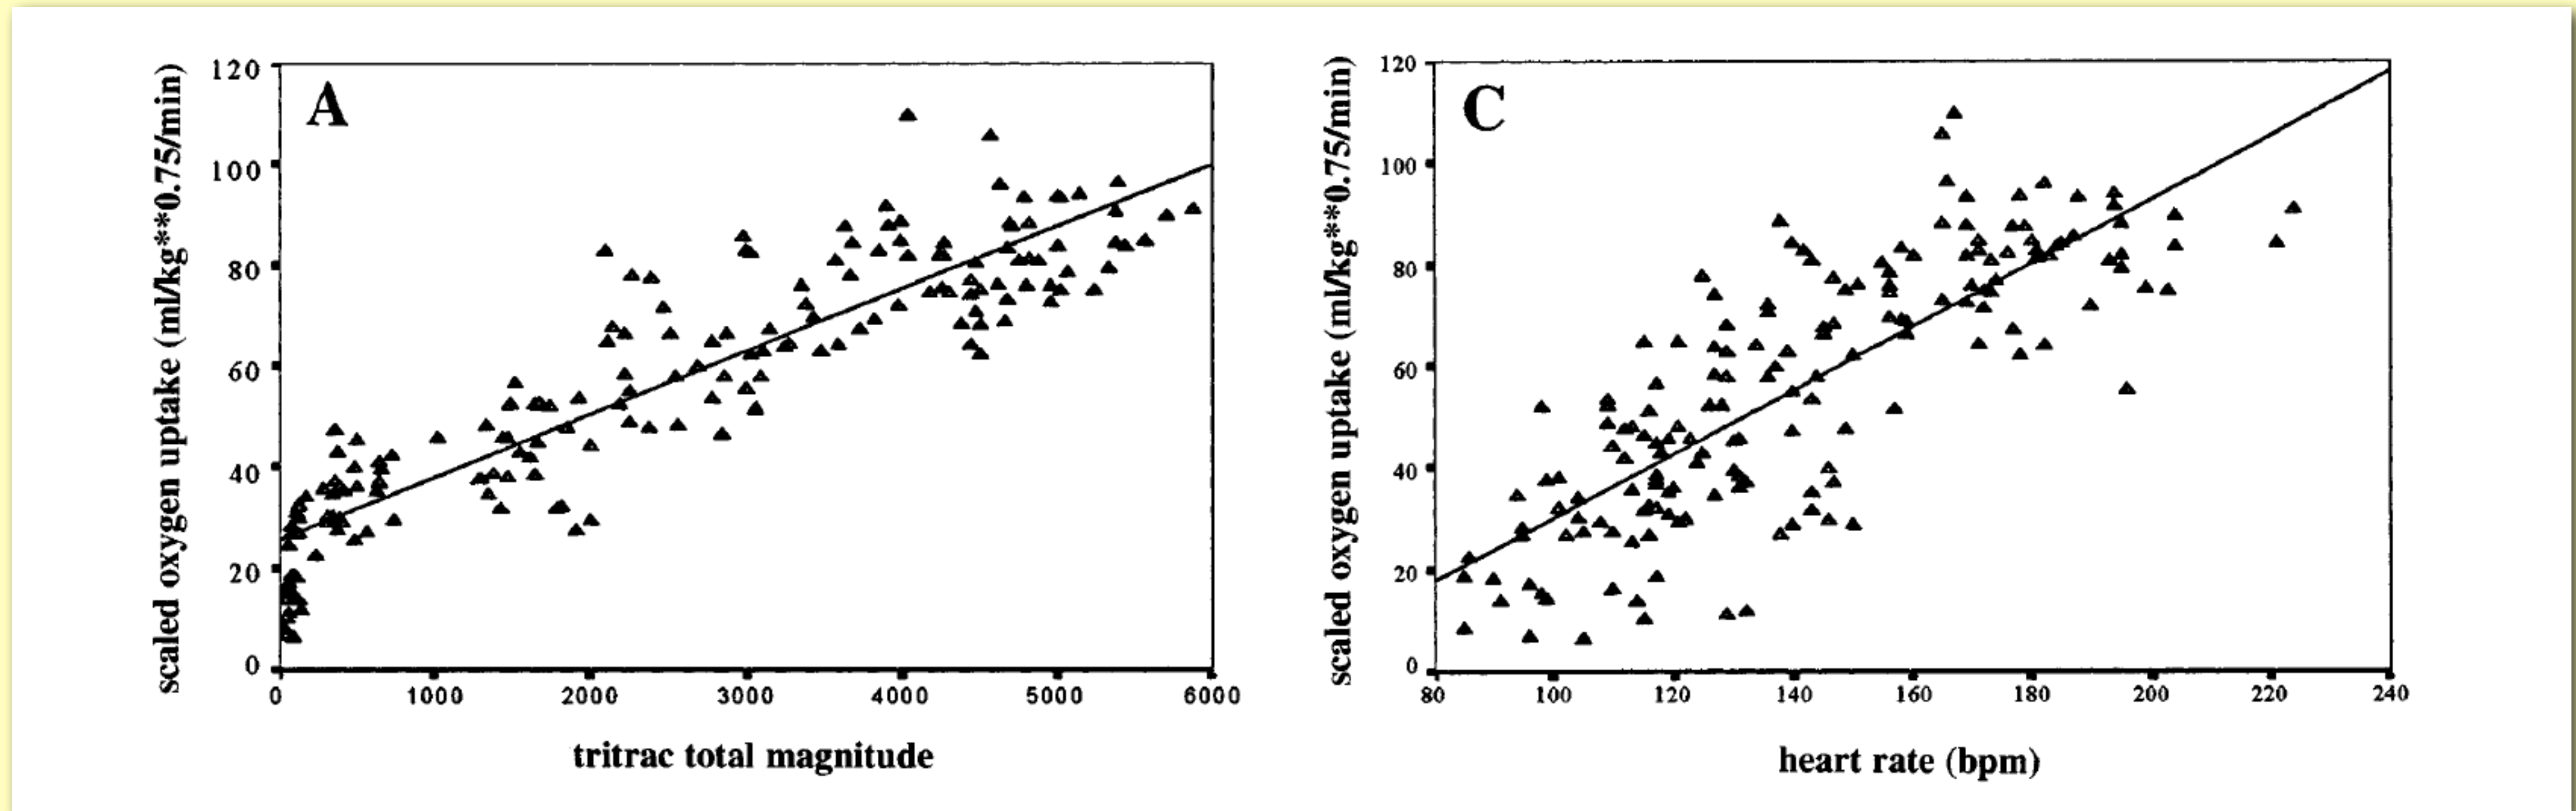 A
scaled oxygen uptake (ml/kg**0.75/min)
120
100
80
60
40
20
0
0 1000 2000 3000 4000 5000 6000
tritrac total magnitude
C
scaled oxygen uptake (ml/kg**0.75/min)
120
100
80
60
40
20
0
80 100 120 140 160 180 200 220 240
heart rate (bpm)